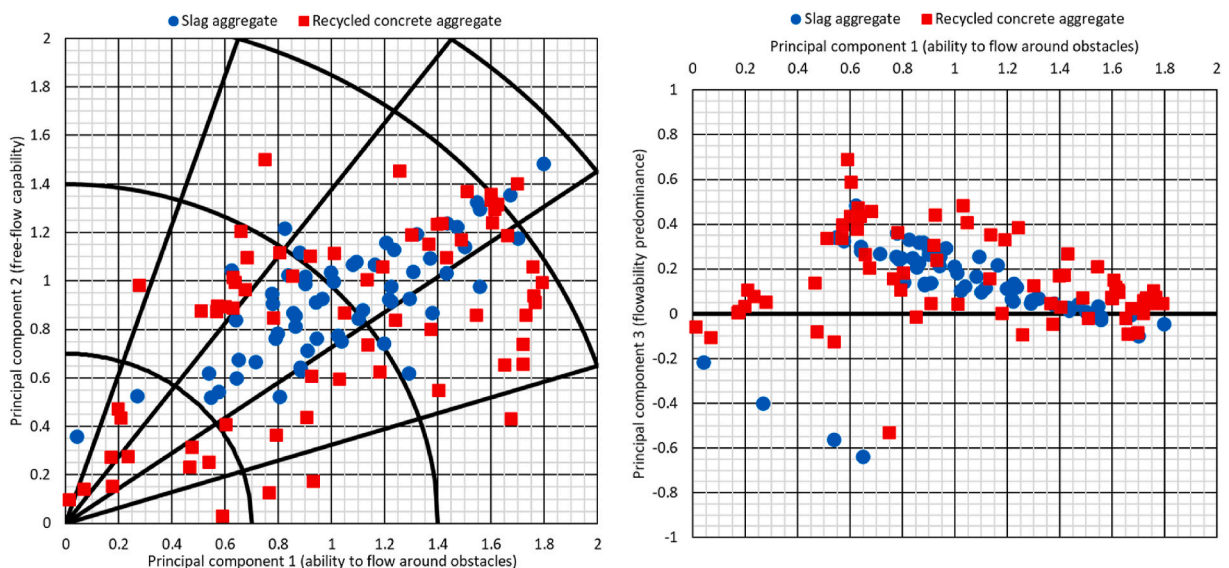 Slag aggregate Recycled concrete aggregate
2
1.8
1.6
1.4
1.2
1
0.8
0.6
0.4
0.2
0
Principal component 2 (free-flow capability)
0 0.2 0.4 0.6 0.8 1 1.2 1.4 1.6 1.8 2
Principal component 1 (ability to flow around obstacles)
Slag aggregate Recycled concrete aggregate
Principal component 1 (ability to flow around obstacles)
0 0.2 0.4 0.6 0.8 1 1.2 1.4 1.6 1.8 2
1
0.8
0.6
0.4
0.2
0
-0.2
-0.4
-0.6
-0.8
-1
Principal component 3 (flowability predominance)